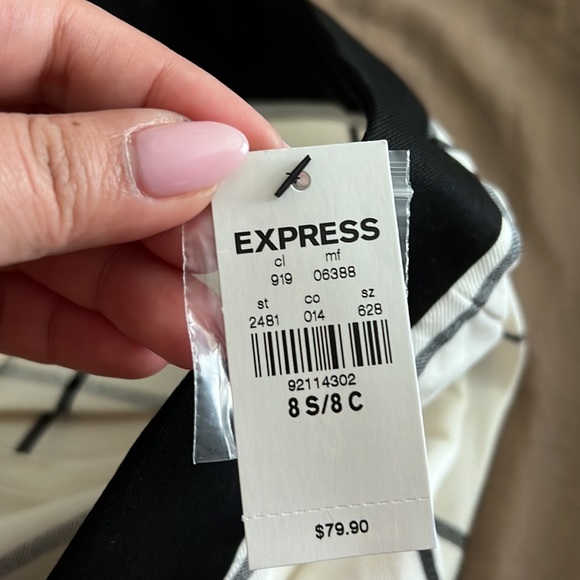 EXPRESS
cl mf
919 06388
st co sz
2481 014 628
92114302
8 S/8 C
$79.90